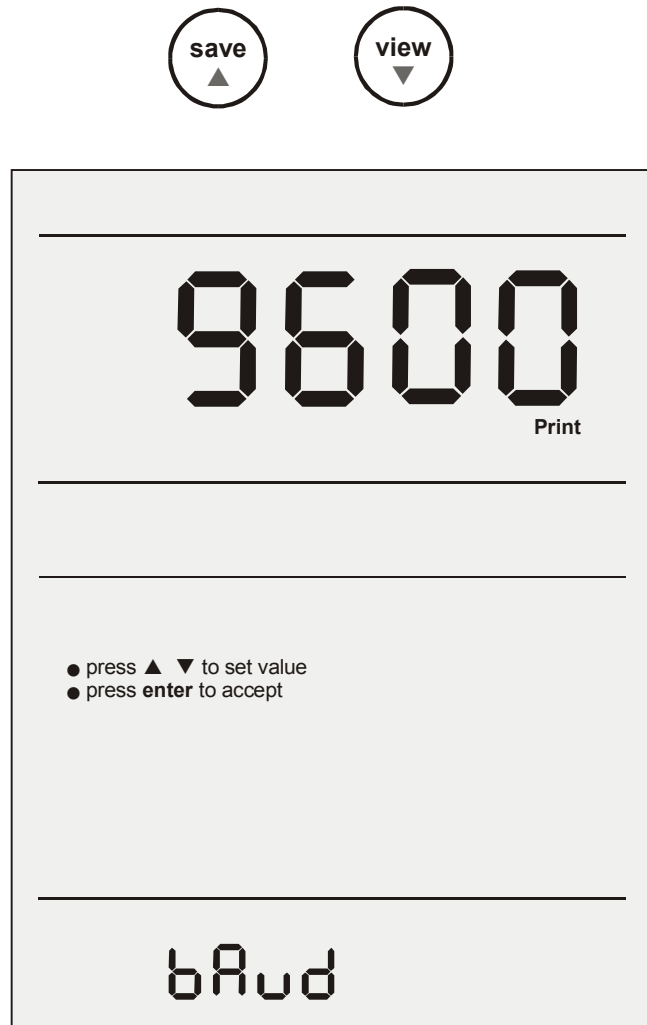 save view
▲ ▼
9600
Print
● press ▲ ▼ to set value
● press enter to accept
bAud